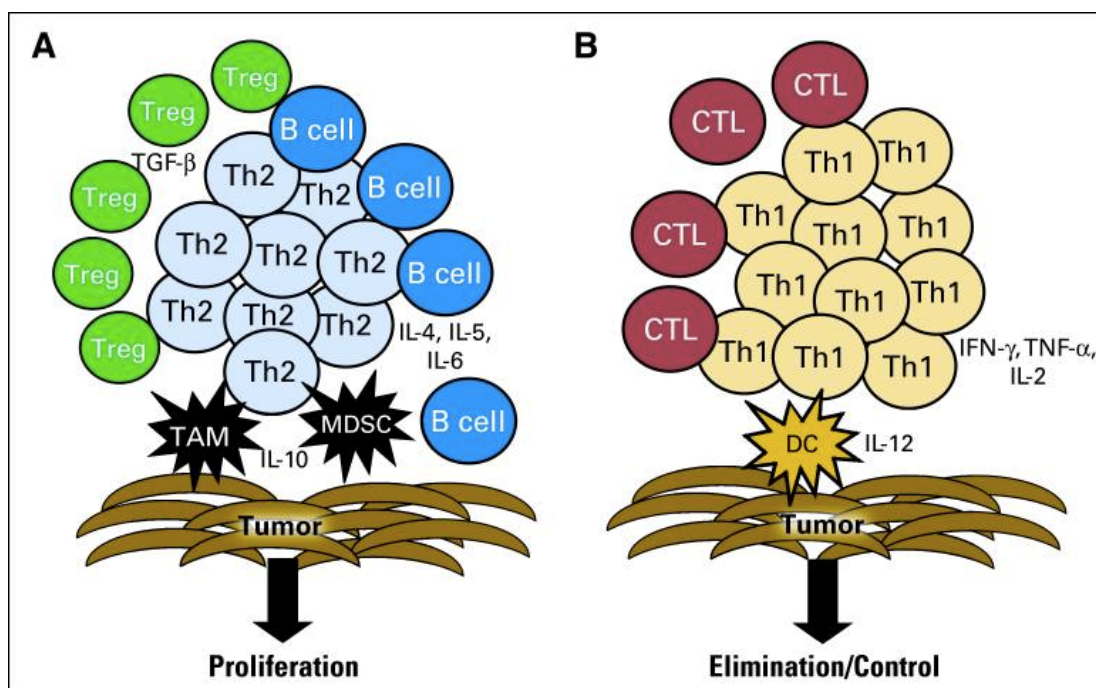 A
Treg
Treg
B cell
TGF-β
Th2
Th2
B cell
Treg
Th2
Th2
Th2
B cell
Treg
Th2
Th2
Th2
IL-4, IL-5,
IL-6
Treg
Th2
TAM
MDSC
B cell
IL-10
Tumor
Proliferation
B
CTL
CTL
Th1
Th1
CTL
Th1
Th1
Th1
Th1
Th1
Th1
CTL
Th1
Th1
Th1
IFN-γ, TNF-α,
IL-2
DC
IL-12
Tumor
Elimination/Control